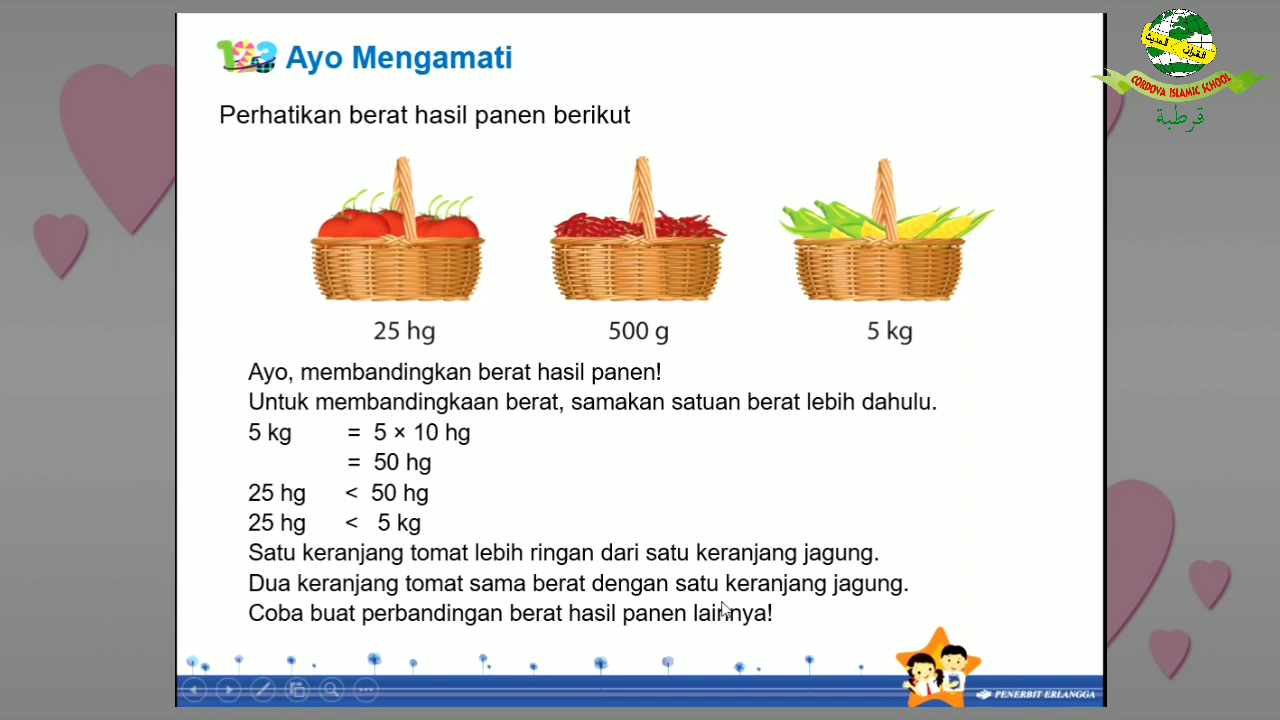 123 Ayo Mengamati
Perhatikan berat hasil panen berikut
25 hg 500 g 5 kg
Ayo, membandingkan berat hasil panen!
Untuk membandingkaan berat, samakan satuan berat lebih dahulu.
5 kg = 5 × 10 hg
= 50 hg
25 hg < 50 hg
25 hg < 5 kg
Satu keranjang tomat lebih ringan dari satu keranjang jagung.
Dua keranjang tomat sama berat dengan satu keranjang jagung.
Coba buat perbandingan berat hasil panen lainnya!
PENERBIT ERLANGGA
القرآن الحديث
CORDOVA ISLAMIC SCHOOL
قرطبة